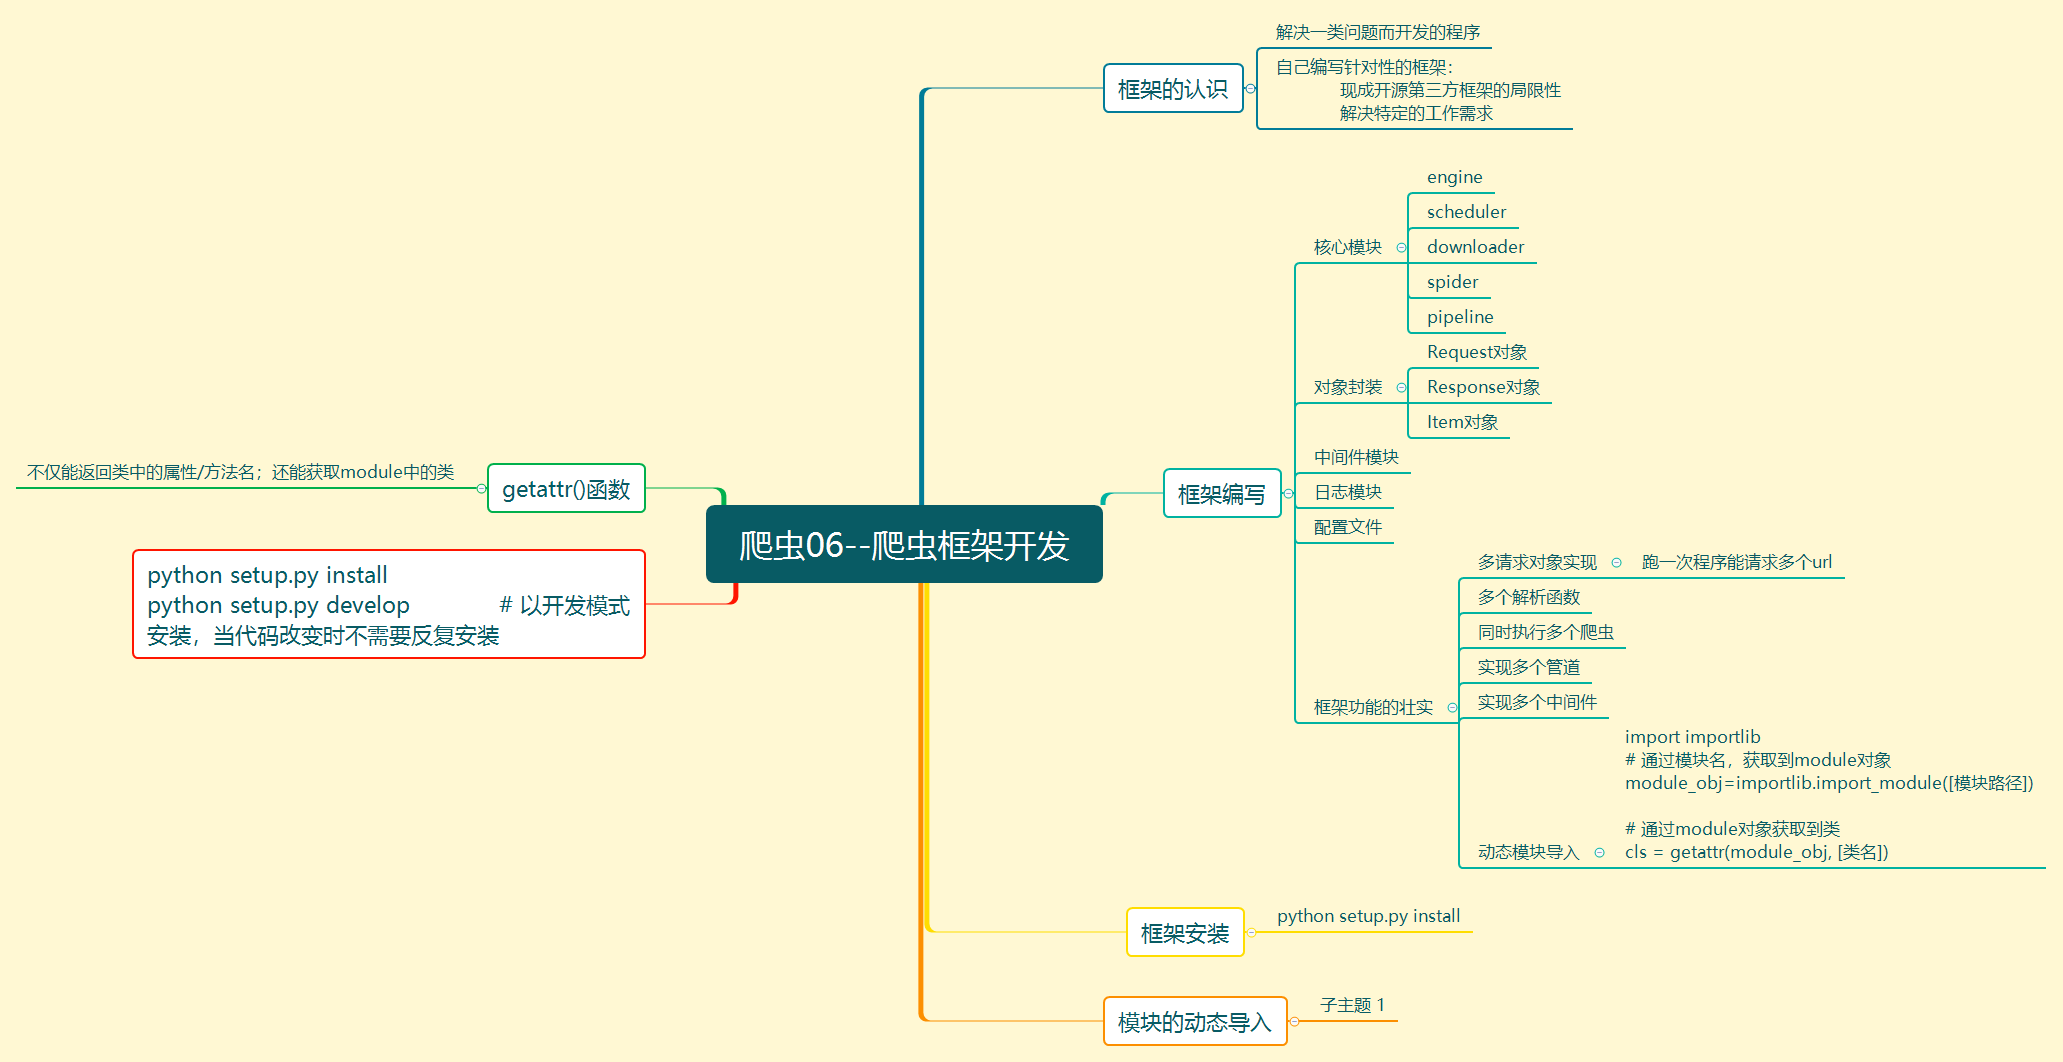 爬虫06--爬虫框架开发
框架的认识
解决一类问题而开发的程序
自己编写针对性的框架：
现成开源第三方框架的局限性
解决特定的工作需求
框架编写
核心模块
engine
scheduler
downloader
spider
pipeline
对象封装
Request对象
Response对象
Item对象
中间件模块
日志模块
配置文件
框架功能的壮实
多请求对象实现
跑一次程序能请求多个url
多个解析函数
同时执行多个爬虫
实现多个管道
实现多个中间件
动态模块导入
import importlib
# 通过模块名，获取到module对象
module_obj=importlib.import_module([模块路径])
# 通过module对象获取到类
cls = getattr(module_obj, [类名])
框架安装
python setup.py install
模块的动态导入
子主题 1
getattr()函数
不仅能返回类中的属性/方法名；还能获取module中的类
python setup.py install
python setup.py develop # 以开发模式
安装，当代码改变时不需要反复安装